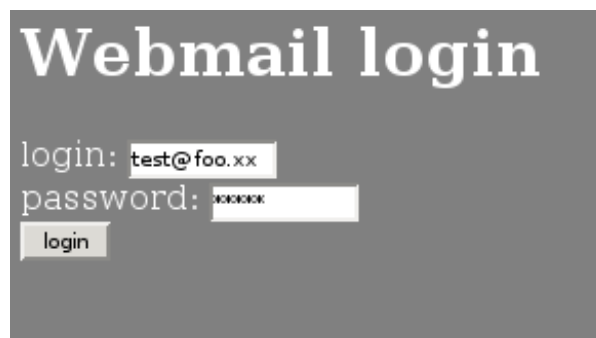 Webmail login
login: test@foo.xx
password: *****
login